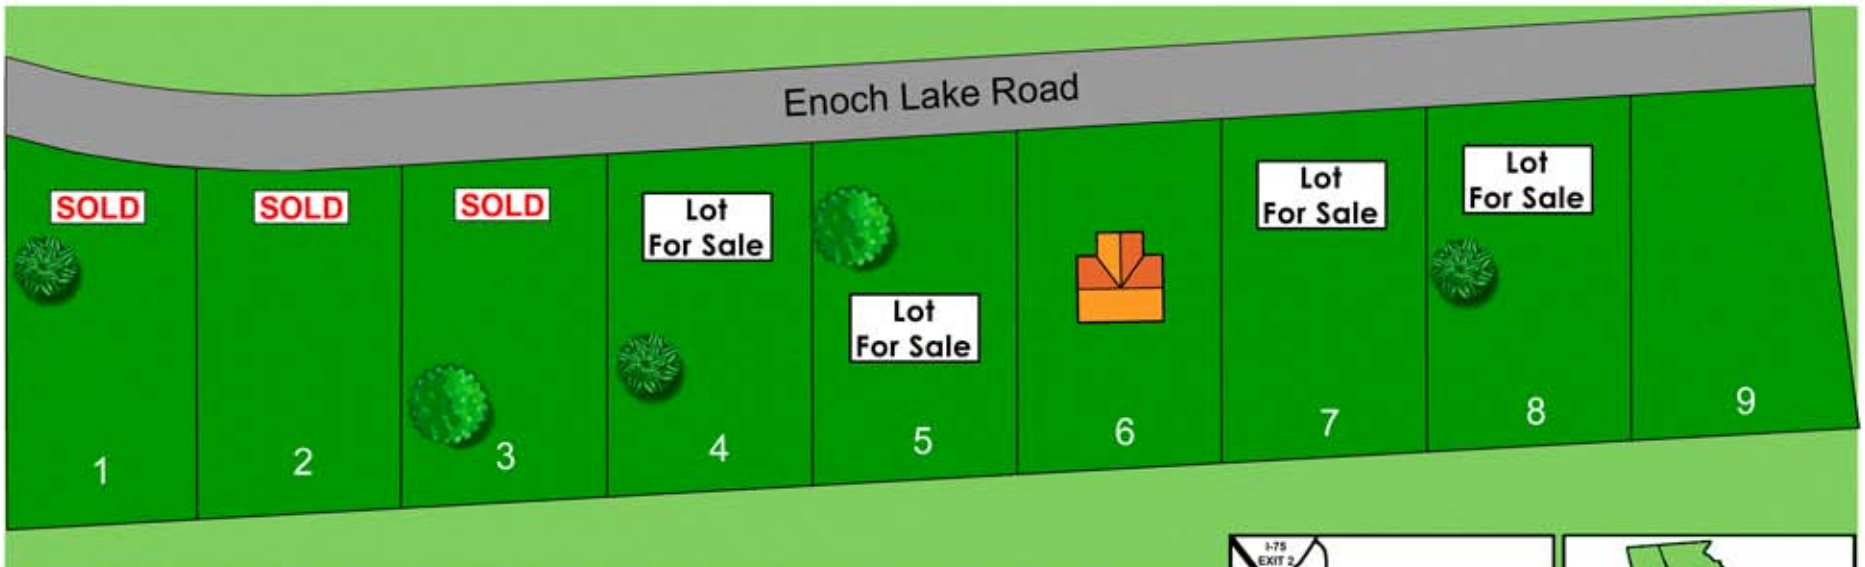 Enoch Lake Road
SOLD
SOLD
SOLD
Lot
For Sale
Lot
For Sale
Lot
For Sale
Lot
For Sale
1
2
3
4
5
6
7
8
9
I-75
EXIT 2